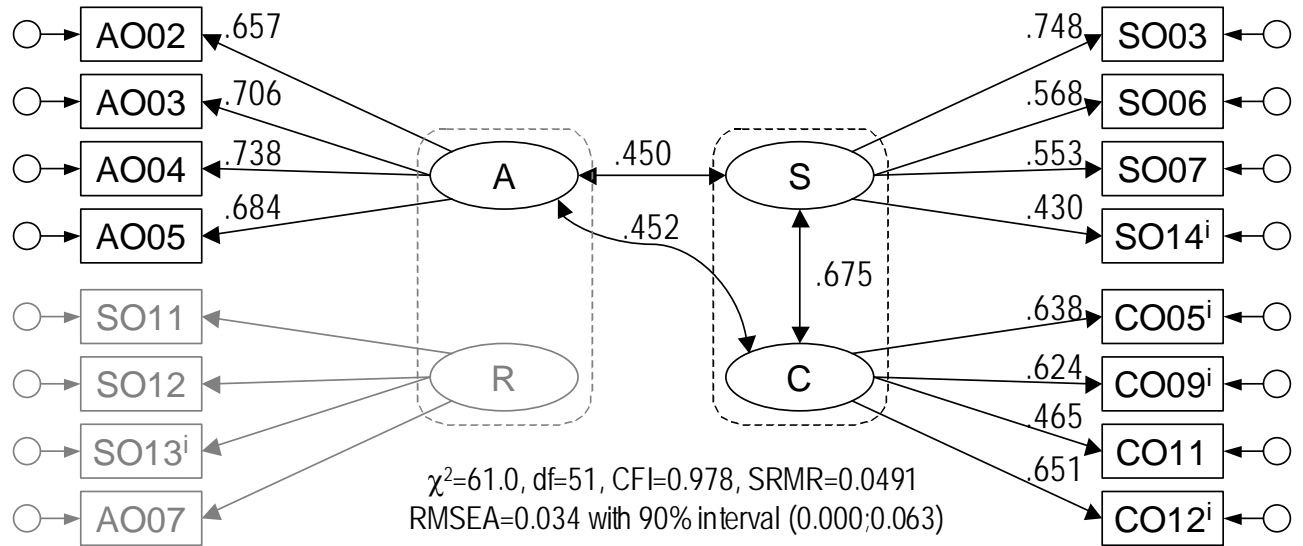 AO02 .657 .748 SO03
AO03 .706 .568 SO06
AO04 .738 A .450 S .553 SO07
AO05 .684 .452 .430 SO14ⁱ
.675
SO11 .638 CO05ⁱ
SO12 R C .624 CO09ⁱ
SO13ⁱ .465 CO11
AO07 .651 CO12ⁱ
χ²=61.0, df=51, CFI=0.978, SRMR=0.0491
RMSEA=0.034 with 90% interval (0.000;0.063)